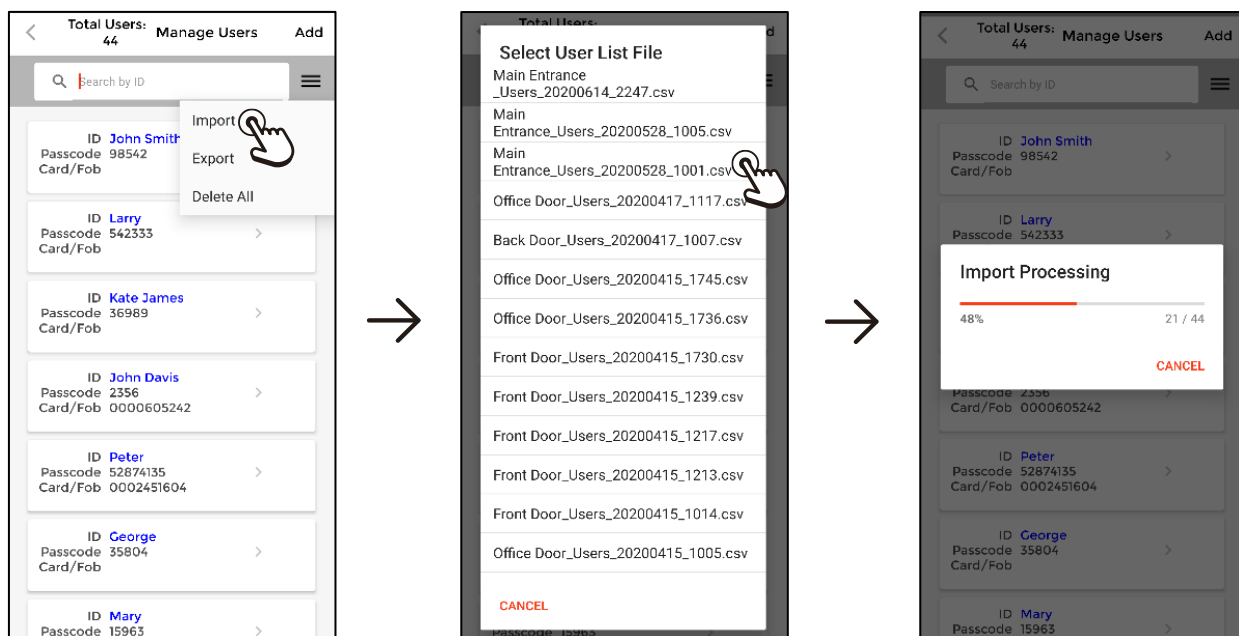 Total Users:
44
Manage Users
Add
Search by ID
Import
Export
Delete All
ID John Smith
Passcode 98542
Card/Fob
ID Larry
Passcode 542333
Card/Fob
ID Kate James
Passcode 36989
Card/Fob
ID John Davis
Passcode 2356
Card/Fob 0000605242
ID Peter
Passcode 52874135
Card/Fob 0002451604
ID George
Passcode 35804
Card/Fob
ID Mary
Passcode 15963
Total Users:
Select User List File
Main Entrance
_Users_20200614_2247.csv
Main
Entrance_Users_20200528_1005.csv
Main
Entrance_Users_20200528_1001.csv
Office Door_Users_20200417_1117.csv
Back Door_Users_20200417_1007.csv
Office Door_Users_20200415_1745.csv
Office Door_Users_20200415_1736.csv
Front Door_Users_20200415_1730.csv
Front Door_Users_20200415_1239.csv
Front Door_Users_20200415_1217.csv
Front Door_Users_20200415_1213.csv
Front Door_Users_20200415_1014.csv
Office Door_Users_20200415_1005.csv
CANCEL
Passcode 15963
Total Users:
44
Manage Users
Add
Search by ID
ID John Smith
Passcode 98542
Card/Fob
ID Larry
Passcode 542333
Import Processing
48%
21 / 44
CANCEL
Passcode 2356
Card/Fob 0000605242
ID Peter
Passcode 52874135
Card/Fob 0002451604
ID George
Passcode 35804
Card/Fob
ID Mary
Passcode 15963